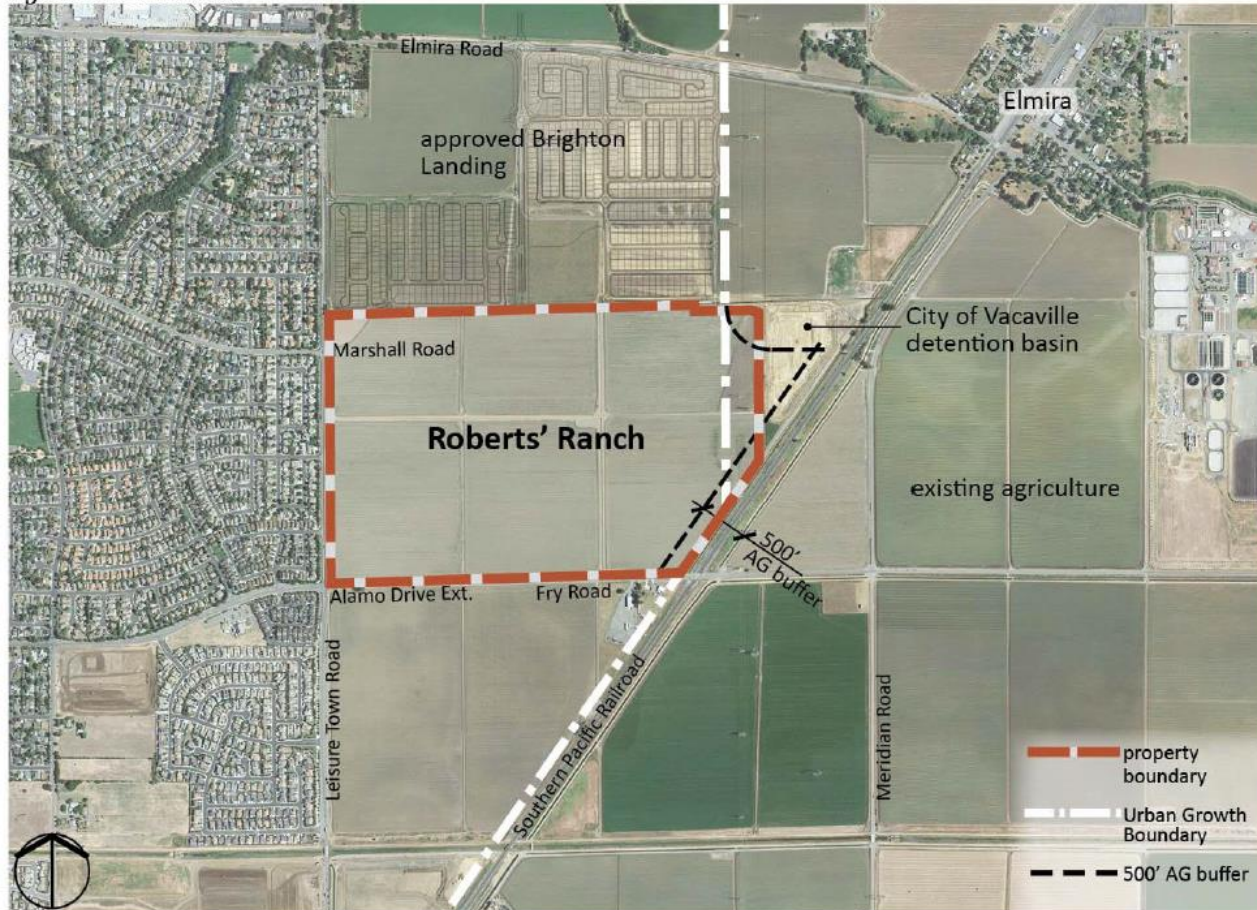 Elmira Road
Elmira
approved Brighton
Landing
City of Vacaville
detention basin
Marshall Road
Roberts' Ranch
existing agriculture
500'
AG buffer
Alamo Drive Ext.
Fry Road
Leisure Town Road
Southern Pacific Railroad
Meridian Road
property
boundary
Urban Growth
Boundary
500' AG buffer